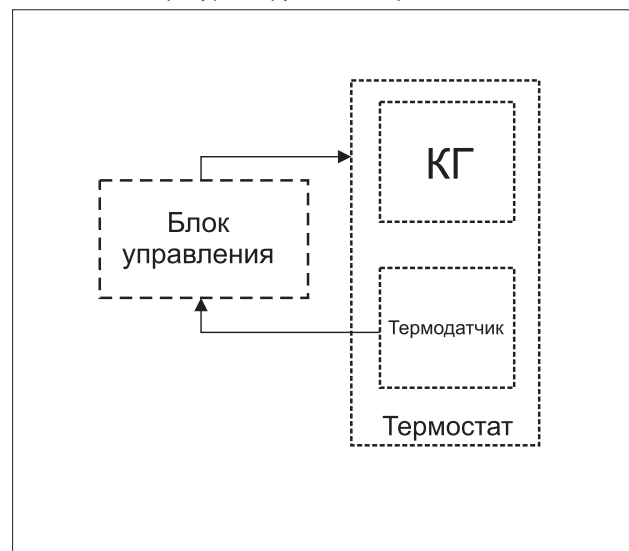 КГ
Блок
управления
Термодатчик
Термостат